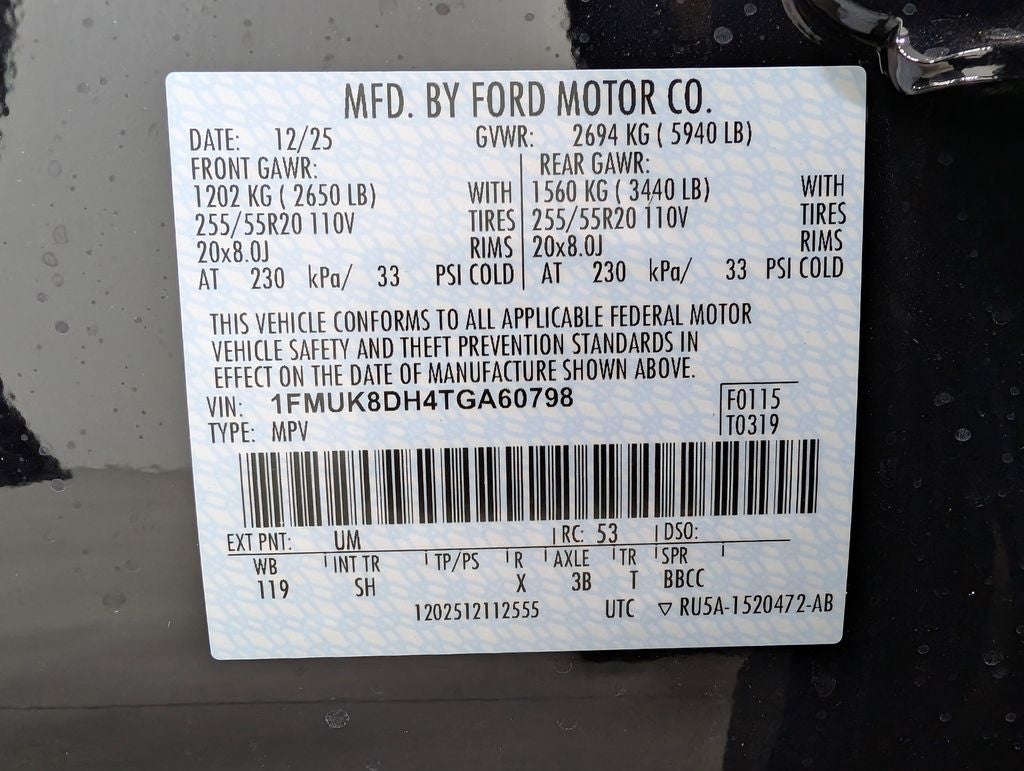 MFD. BY FORD MOTOR CO.
DATE: 12/25 GVWR: 2694 KG ( 5940 LB)
FRONT GAWR: REAR GAWR:
1202 KG ( 2650 LB) WITH 1560 KG ( 3440 LB) WITH
255/55R20 110V TIRES 255/55R20 110V TIRES
20x8.0J RIMS 20x8.0J RIMS
AT 230 kPa/ 33 PSI COLD AT 230 kPa/ 33 PSI COLD
THIS VEHICLE CONFORMS TO ALL APPLICABLE FEDERAL MOTOR
VEHICLE SAFETY AND THEFT PREVENTION STANDARDS IN
EFFECT ON THE DATE OF MANUFACTURE SHOWN ABOVE.
VIN: 1FMUK8DH4TGA60798 F0115
TYPE: MPV T0319
EXT PNT: UM RC: 53 DSO:
WB INT TR TP/PS R AXLE TR SPR
119 SH X 3B T BBCC
1202512112555 UTC ▽ RU5A-1520472-AB